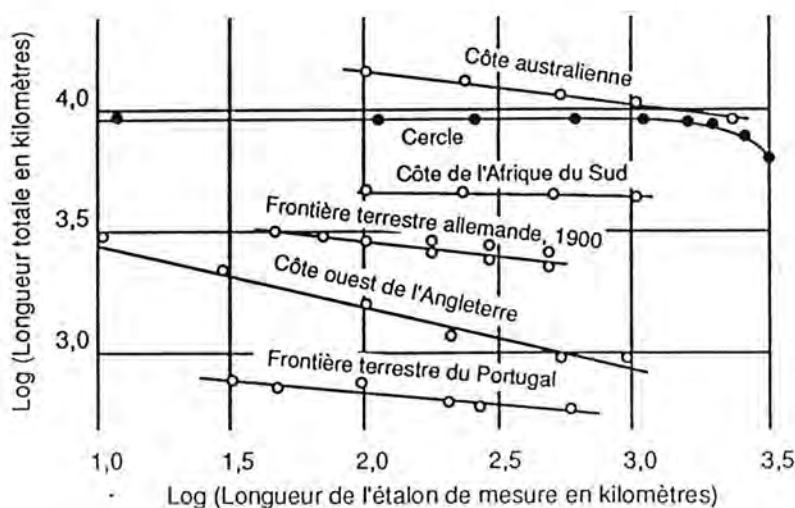 Log (Longueur totale en kilomètres)
4,0
3,5
3,0
Côte australienne
Cercle
Côte de l'Afrique du Sud
Frontière terrestre allemande, 1900
Côte ouest de l'Angleterre
Frontière terrestre du Portugal
1,0 1,5 2,0 2,5 3,0 3,5
Log (Longueur de l'étalon de mesure en kilomètres)